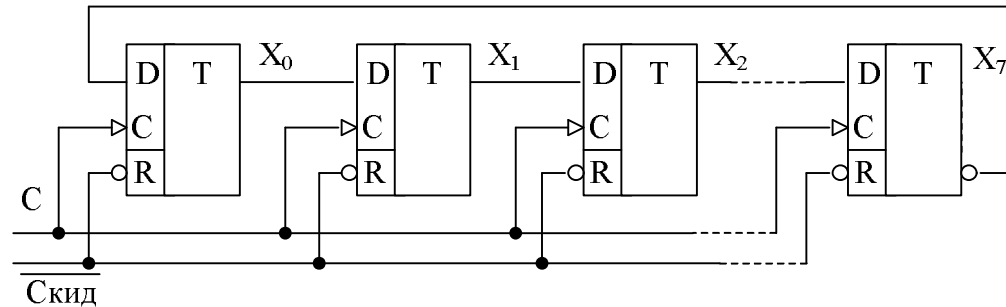 D T X₀ D T X₁ D T X₂ D T X₇
C C C C
R R R R
С
Скид